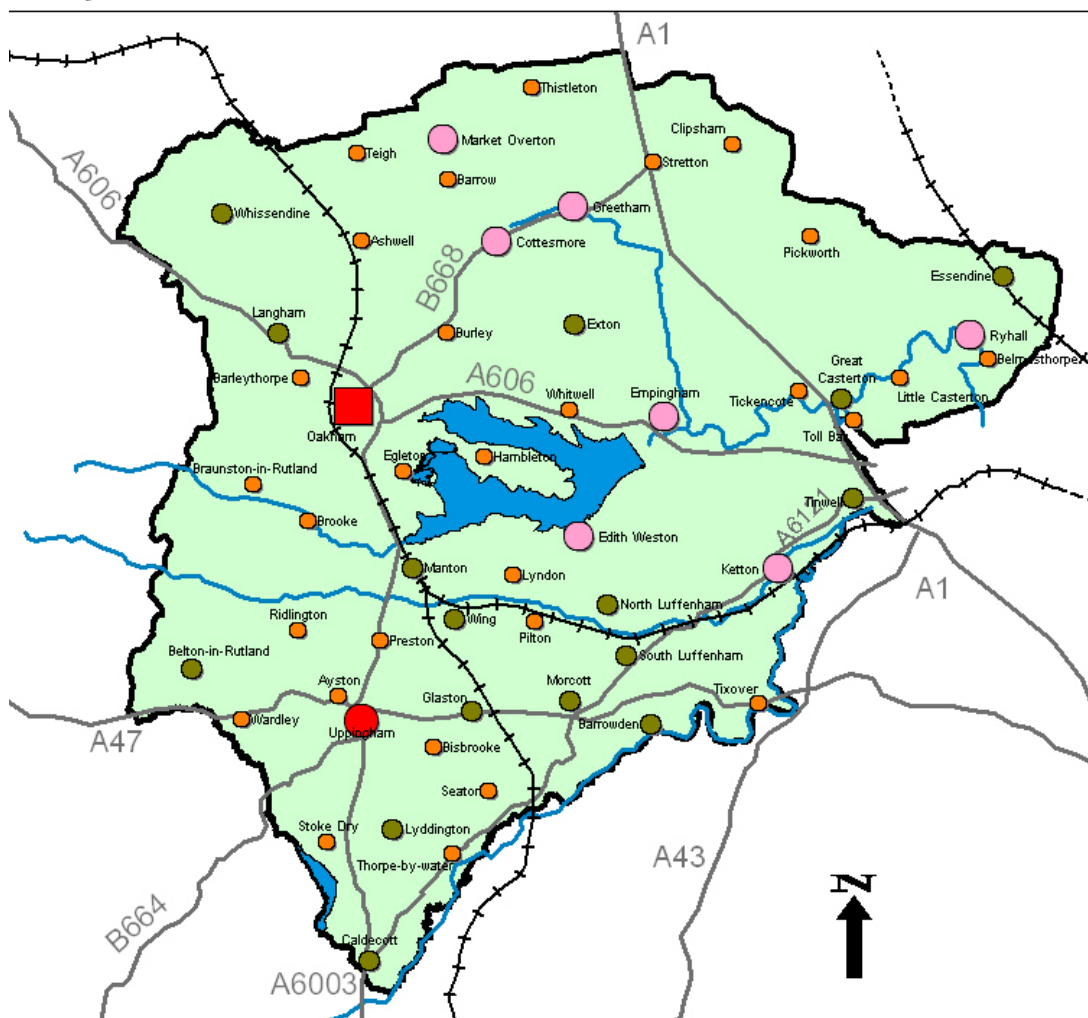 A1
Thistleton
Clipsham
Market Overton
Teigh
Stretton
A606
Barrow
Whissendine
Greetham
Ashwell
Cottesmore
Pickworth
B668
Essendine
Langham
Exton
Burley
Ryhall
Great
Casterton
Belmesthorpe
Barleythorpe
A606
Whitwell
Empingham
Tickencote
Little Casterton
Oakham
Toll Bar
Egleton
Hambleton
Braunston-in-Rutland
Tinwell
Brooke
A6121
Edith Weston
Manton
Lyndon
Ketton
A1
North Luffenham
Ridlington
Wing
Pilton
Preston
Belton-in-Rutland
South Luffenham
Ayston
Glaston
Morcott
Tixover
Wardley
Uppingham
Barrowden
A47
Bisbrooke
Seaton
Stoke Dry
Lyddington
Thorpe-by-water
A43
N
B664
Caldecott
A6003